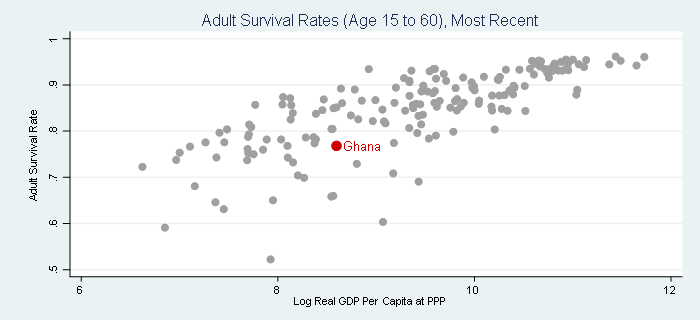 Adult Survival Rates (Age 15 to 60), Most Recent
Adult Survival Rate
1
.9
.8
.7
.6
.5
Ghana
6
8
10
12
Log Real GDP Per Capita at PPP